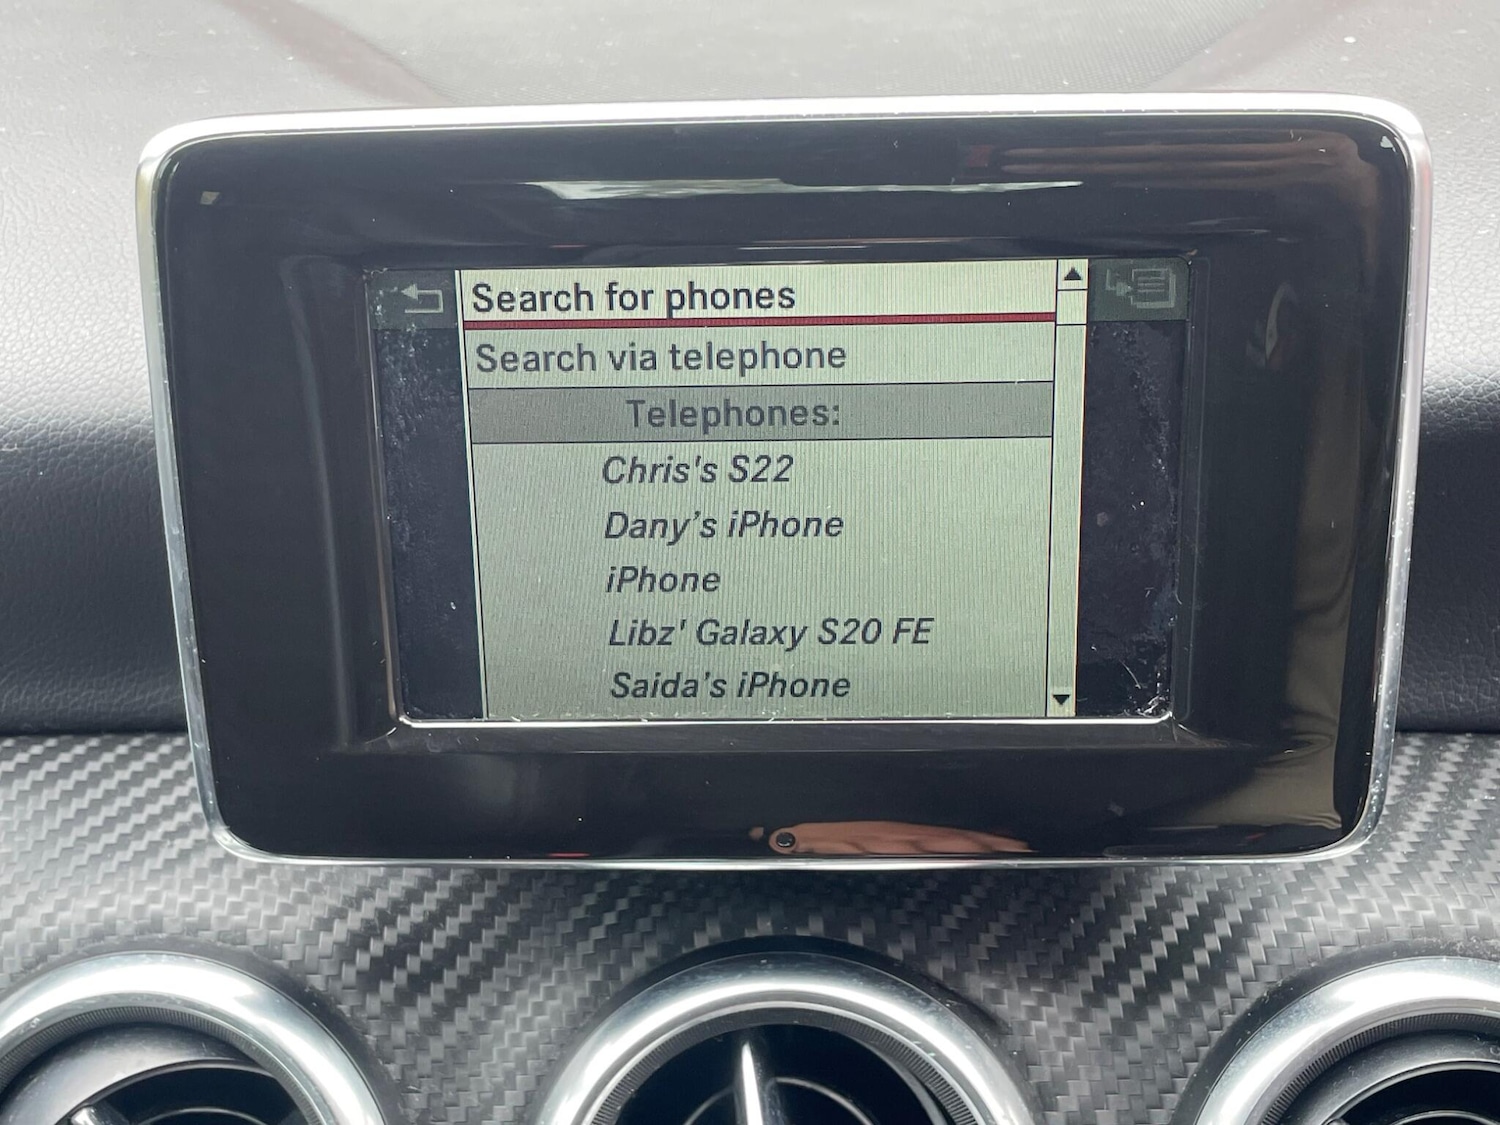 Search for phones
Search via telephone
Telephones:
Chris's S22
Dany’s iPhone
iPhone
Libz' Galaxy S20 FE
Saida’s iPhone